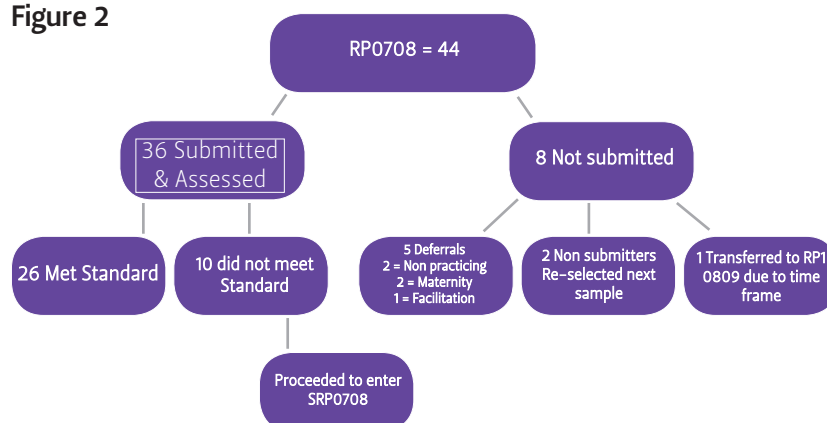 Figure 2
RP0708 = 44
36 Submitted
& Assessed
8 Not submitted
26 Met Standard
10 did not meet
Standard
5 Deferrals
2 = Non practicing
2 = Maternity
1 = Facilitation
2 Non submitters
Re-selected next
sample
1 Transferred to RP1
0809 due to time
frame
Proceeded to enter
SRP0708